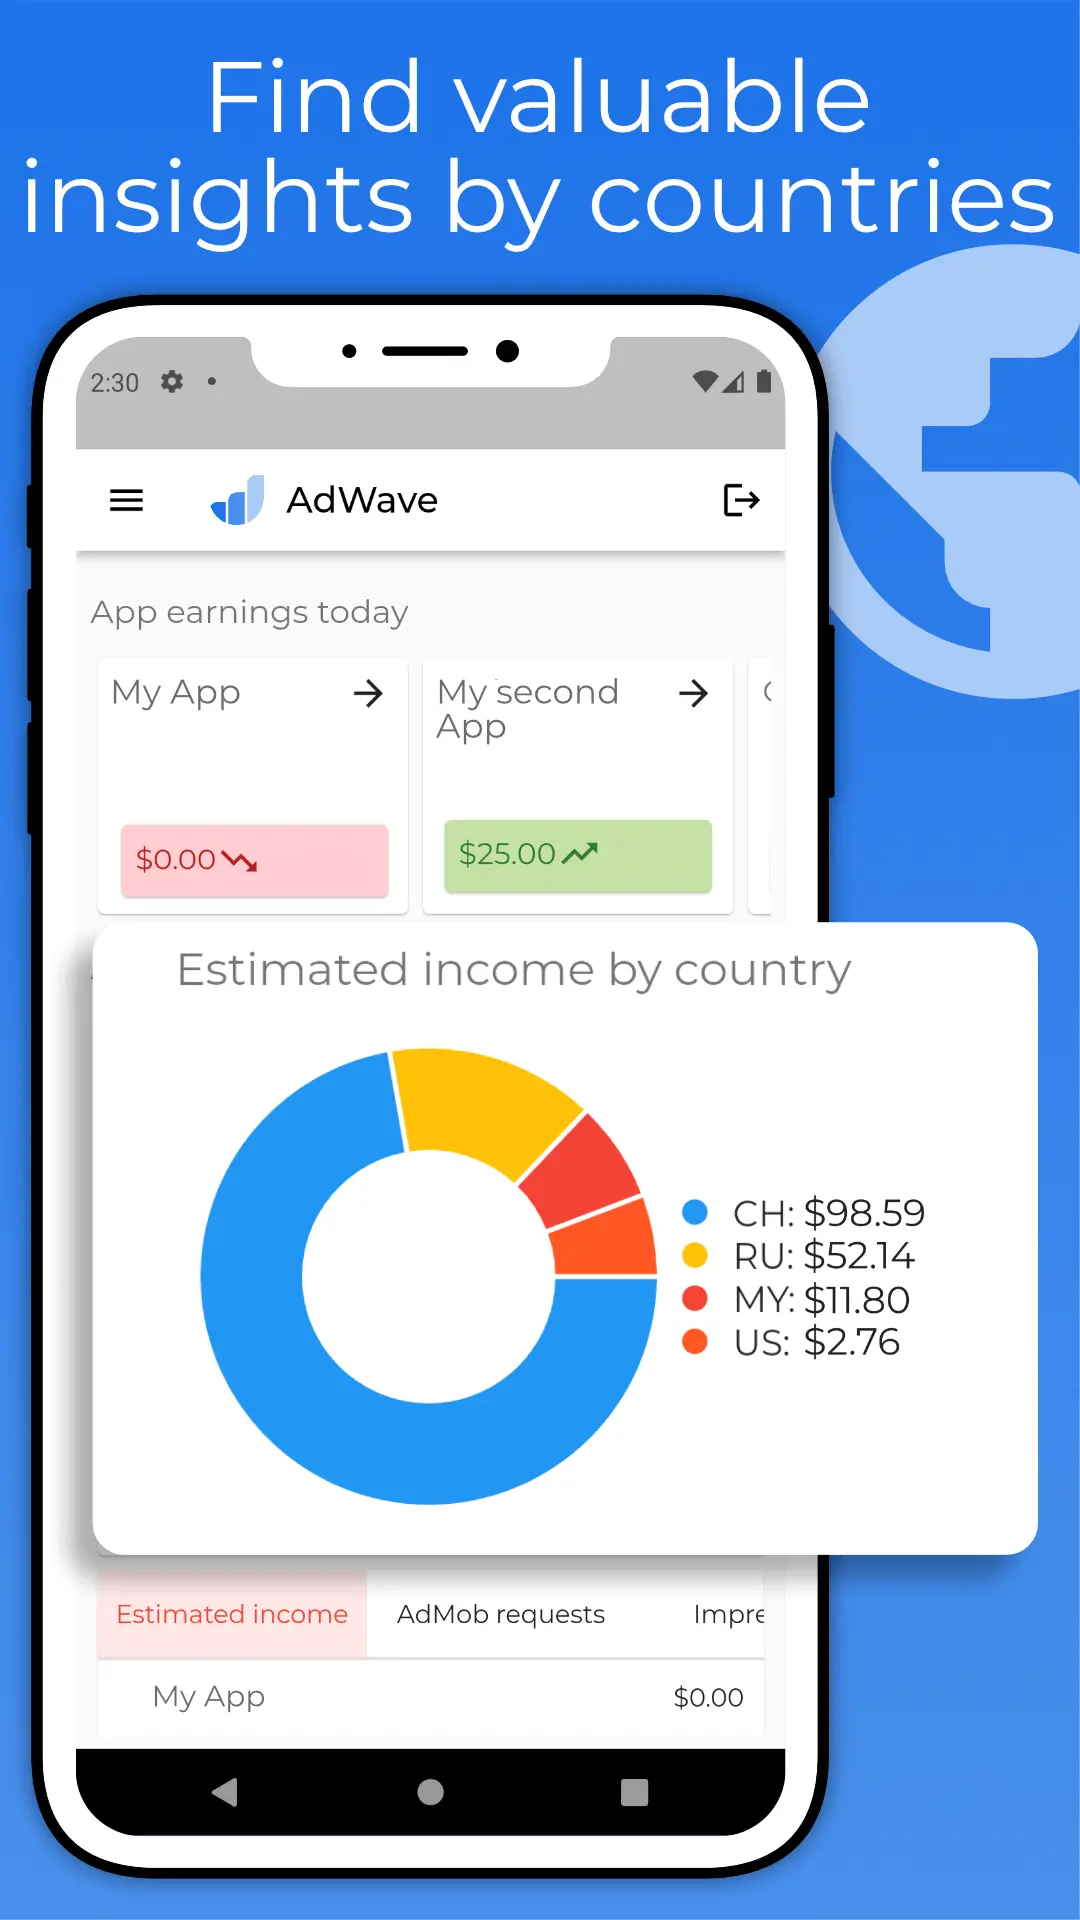 Find valuable
insights by countries
2:30
AdWave
App earnings today
My App
My second
App
$0.00
$25.00
Estimated income by country
CH: $98.59
RU: $52.14
MY: $11.80
US: $2.76
Estimated income
AdMob requests
Impre
My App
$0.00